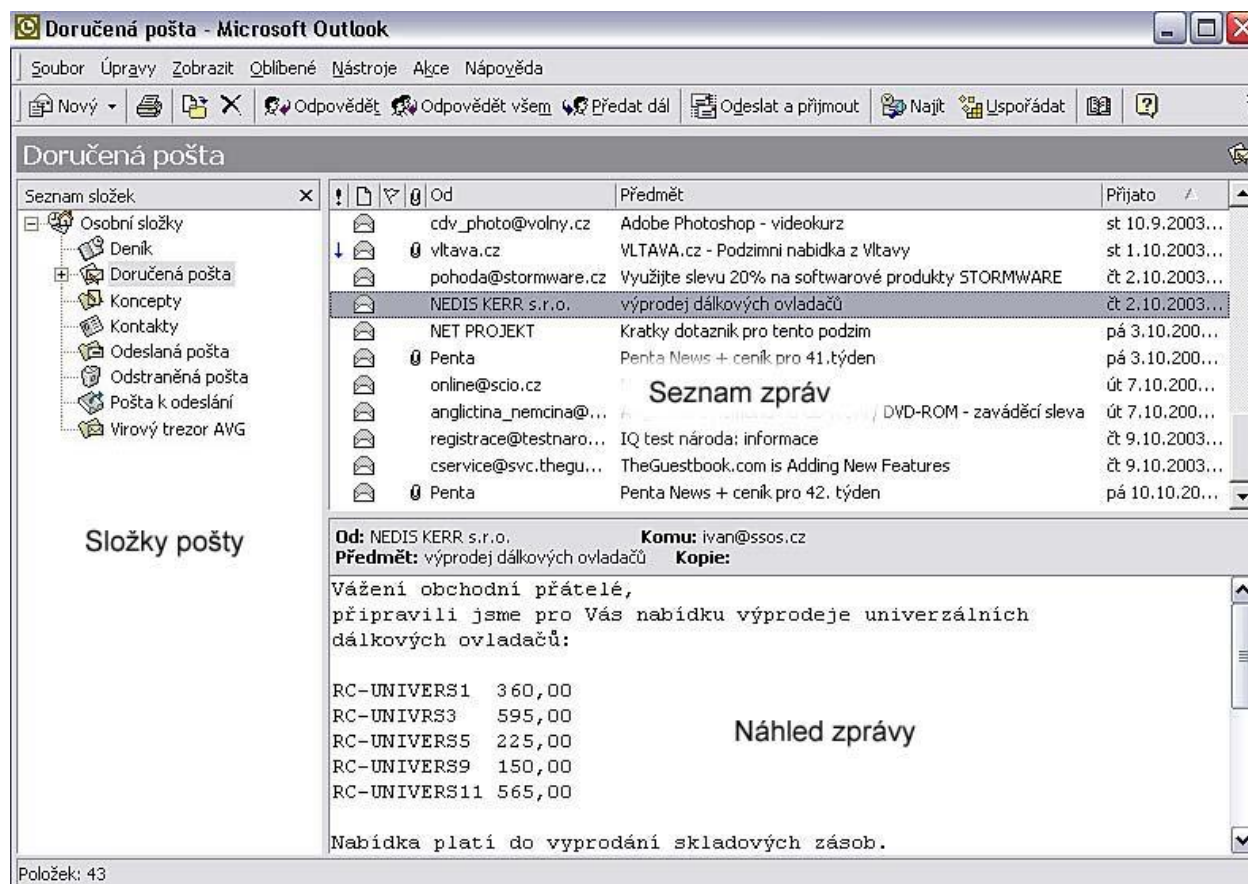 Doručená pošta - Microsoft Outlook
Soubor Úpravy Zobrazit Oblíbené Nástroje Akce Nápověda
Nový Odpovědět Odpovědět všem Předat dál Odeslat a přijmout Najít Uspořádat
Doručená pošta
Seznam složek
Osobní složky
Deník
Doručená pošta
Koncepty
Kontakty
Odeslaná pošta
Odstraněná pošta
Pošta k odeslání
Virový trezor AVG
Složky pošty
Od Předmět Přijato
cdv_photo@volny.cz Adobe Photoshop - videokurz st 10.9.2003...
vltava.cz VLTAVA.cz - Podzimni nabidka z Vltavy st 1.10.2003...
pohoda@stormware.cz Využijte slevu 20% na softwarové produkty STORMWARE čt 2.10.2003...
NEDIS KERR s.r.o. výprodej dálkových ovladačů čt 2.10.2003...
NET PROJEKT Kratky dotaznik pro tento podzim pá 3.10.200...
Penta Penta News + ceník pro 41.týden pá 3.10.200...
online@scio.cz út 7.10.200...
Seznam zpráv
anglictina_nemcina@... DVD-ROM - zaváděcí sleva út 7.10.200...
registrace@testnaro... IQ test národa: informace čt 9.10.2003...
cservice@svc.thegu... TheGuestbook.com is Adding New Features čt 9.10.2003...
Penta Penta News + ceník pro 42. týden pá 10.10.20...
Od: NEDIS KERR s.r.o. Komu: ivan@ssos.cz
Předmět: výprodej dálkových ovladačů Kopie:
Vážení obchodní přátelé,
připravili jsme pro Vás nabídku výprodeje univerzálních
dálkových ovladačů:
RC-UNIVERS1 360,00
RC-UNIVRS3 595,00
RC-UNIVERS5 225,00
RC-UNIVERS9 150,00
RC-UNIVERS11 565,00
Náhled zprávy
Nabídka platí do vyprodání skladových zásob.
Položek: 43